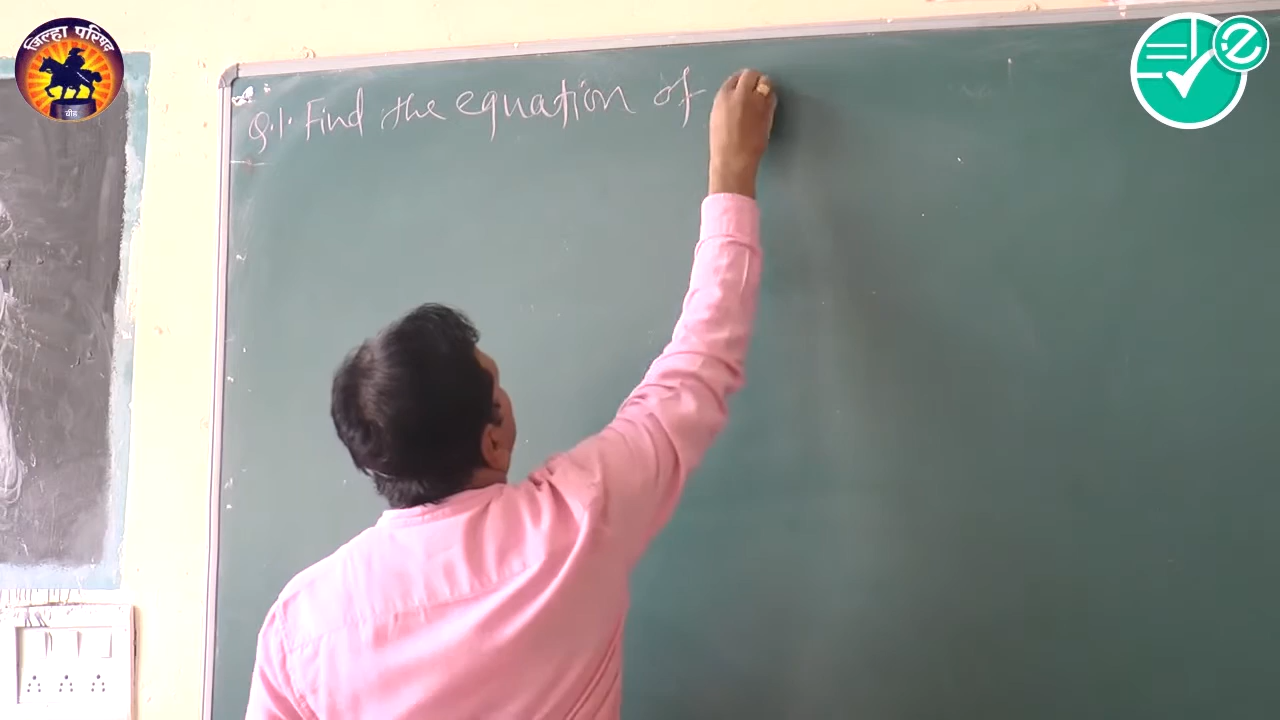 जिल्हा परिषद
बीड
Q.1. Find the equation of